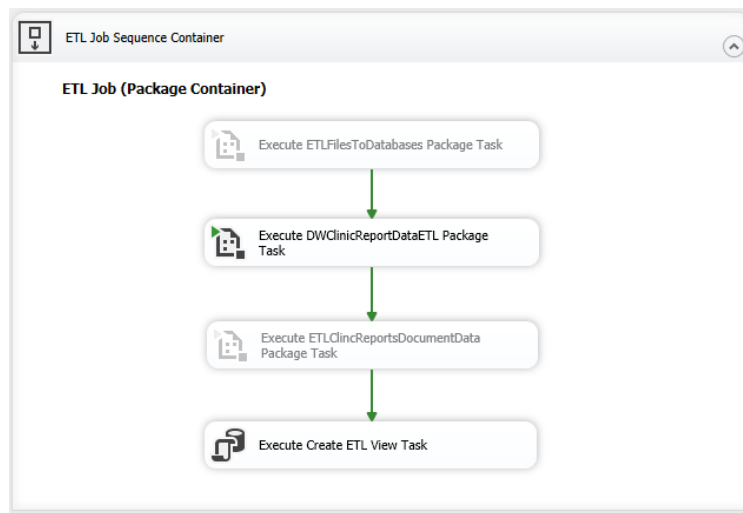 ETL Job Sequence Container
ETL Job (Package Container)
Execute ETLFilesToDatabases Package Task
Execute DWClinicReportDataETL Package
Task
Execute ETLClincReportsDocumentData
Package Task
Execute Create ETL View Task